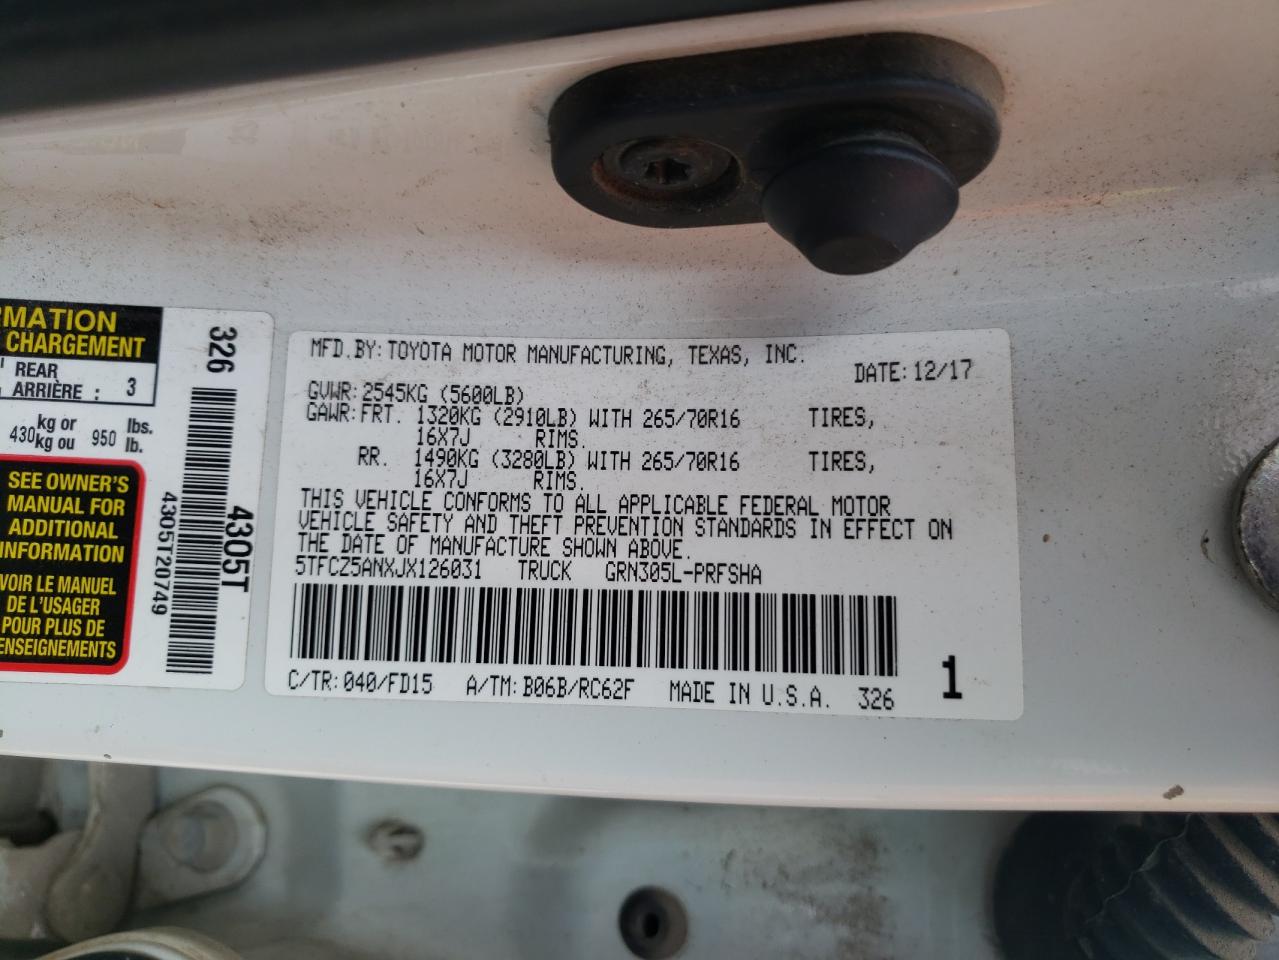 RMATION
CHARGEMENT
REAR
ARRIÈRE : 3
430 kg or kg ou 950 lbs. lb.
SEE OWNER'S
MANUAL FOR
ADDITIONAL
INFORMATION
VOIR LE MANUEL
DE L'USAGER
POUR PLUS DE
ENSEIGNEMENTS
326
4305T
4305T20749
MFD.BY:TOYOTA MOTOR MANUFACTURING, TEXAS, INC.
DATE:12/17
GVWR:2545KG (5600LB)
GAWR:FRT. 1320KG (2910LB) WITH 265/70R16 TIRES,
16X7J RIMS.
RR. 1490KG (3280LB) WITH 265/70R16 TIRES,
16X7J RIMS.
THIS VEHICLE CONFORMS TO ALL APPLICABLE FEDERAL MOTOR
VEHICLE SAFETY AND THEFT PREVENTION STANDARDS IN EFFECT ON
THE DATE OF MANUFACTURE SHOWN ABOVE.
5TFCZ5ANXJX126031 TRUCK GRN305L-PRFSHA
C/TR:040/FD15 A/TM:B06B/RC62F MADE IN U.S.A. 326
1